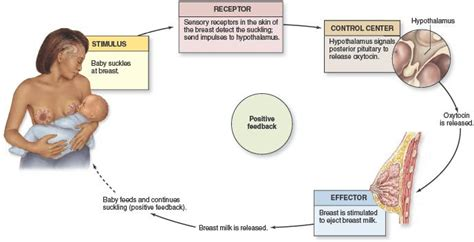 RECEPTOR
Sensory receptors in the skin of
the breast detect the suckling;
send impulses to hypothalamus.
STIMULUS
Baby suckles
at breast.
CONTROL CENTER
Hypothalamus signals
posterior pituitary to
release oxytocin.
Hypothalamus
Positive
feedback
Oxytocin
is released.
EFFECTOR
Breast is stimulated
to eject breast milk.
Breast milk is released.
Baby feeds and continues
suckling (positive feedback).